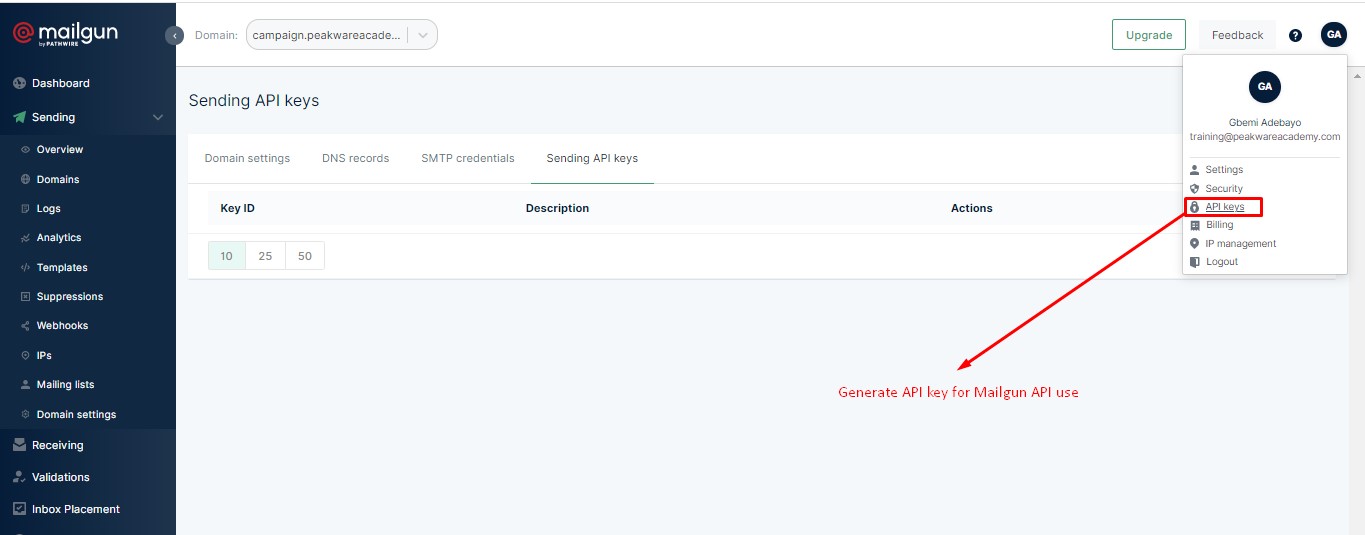 mailgun
by PATHWIRE
Domain: campaign.peakwareacade...
Upgrade
Feedback
?
GA
Dashboard
Sending
Overview
Domains
Logs
Analytics
Templates
Suppressions
Webhooks
IPs
Mailing lists
Domain settings
Receiving
Validations
Inbox Placement
Sending API keys
Domain settings DNS records SMTP credentials Sending API keys
Key ID Description Actions
10 25 50
GA
Gbemi Adebayo
training@peakwareacademy.com
Settings
Security
API keys
Billing
IP management
Logout
Generate API key for Mailgun API use